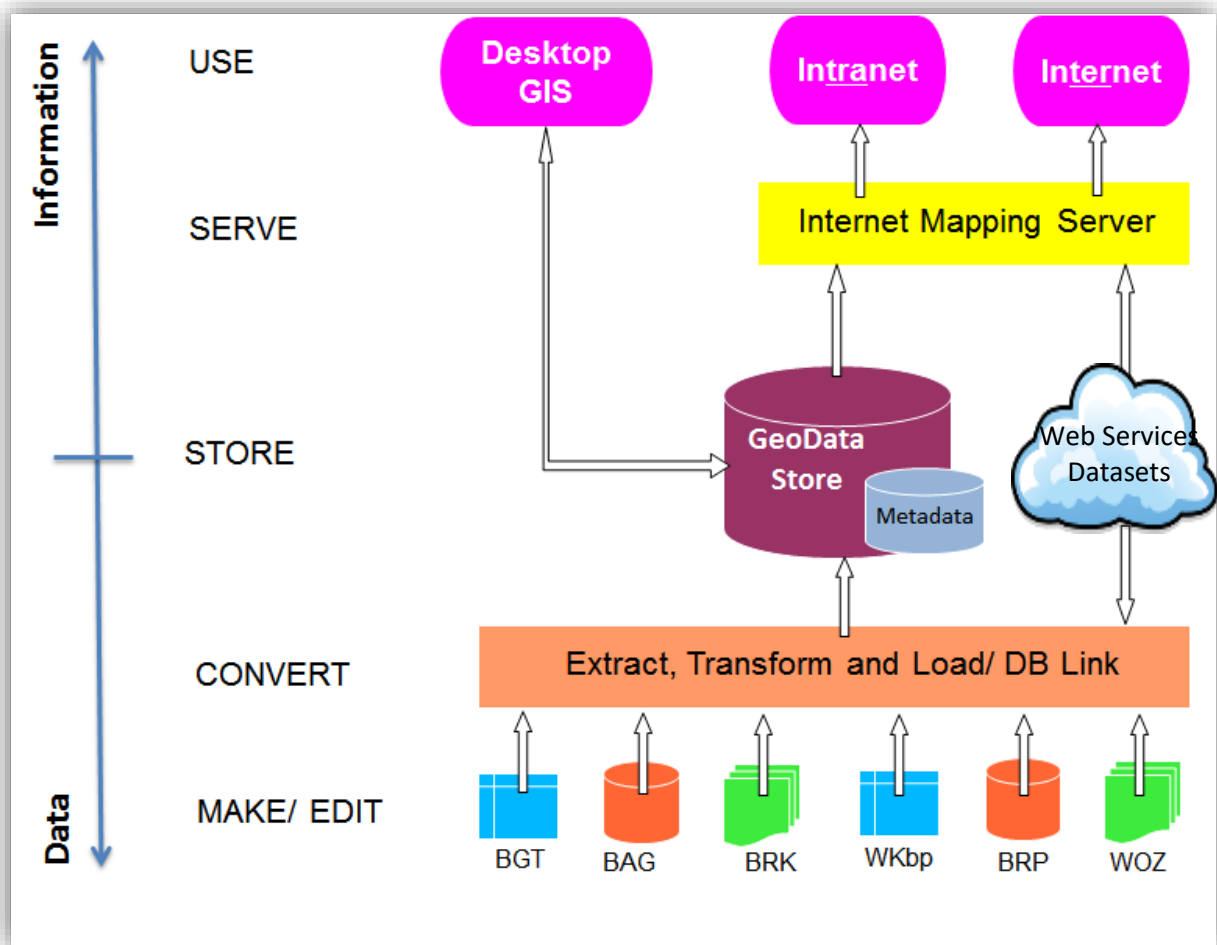 Information
Data
USE
Desktop
GIS
Intranet
Internet
SERVE
Internet Mapping Server
STORE
GeoData
Store
Metadata
Web Services
Datasets
CONVERT
Extract, Transform and Load/ DB Link
MAKE/ EDIT
BGT
BAG
BRK
WKbp
BRP
WOZ